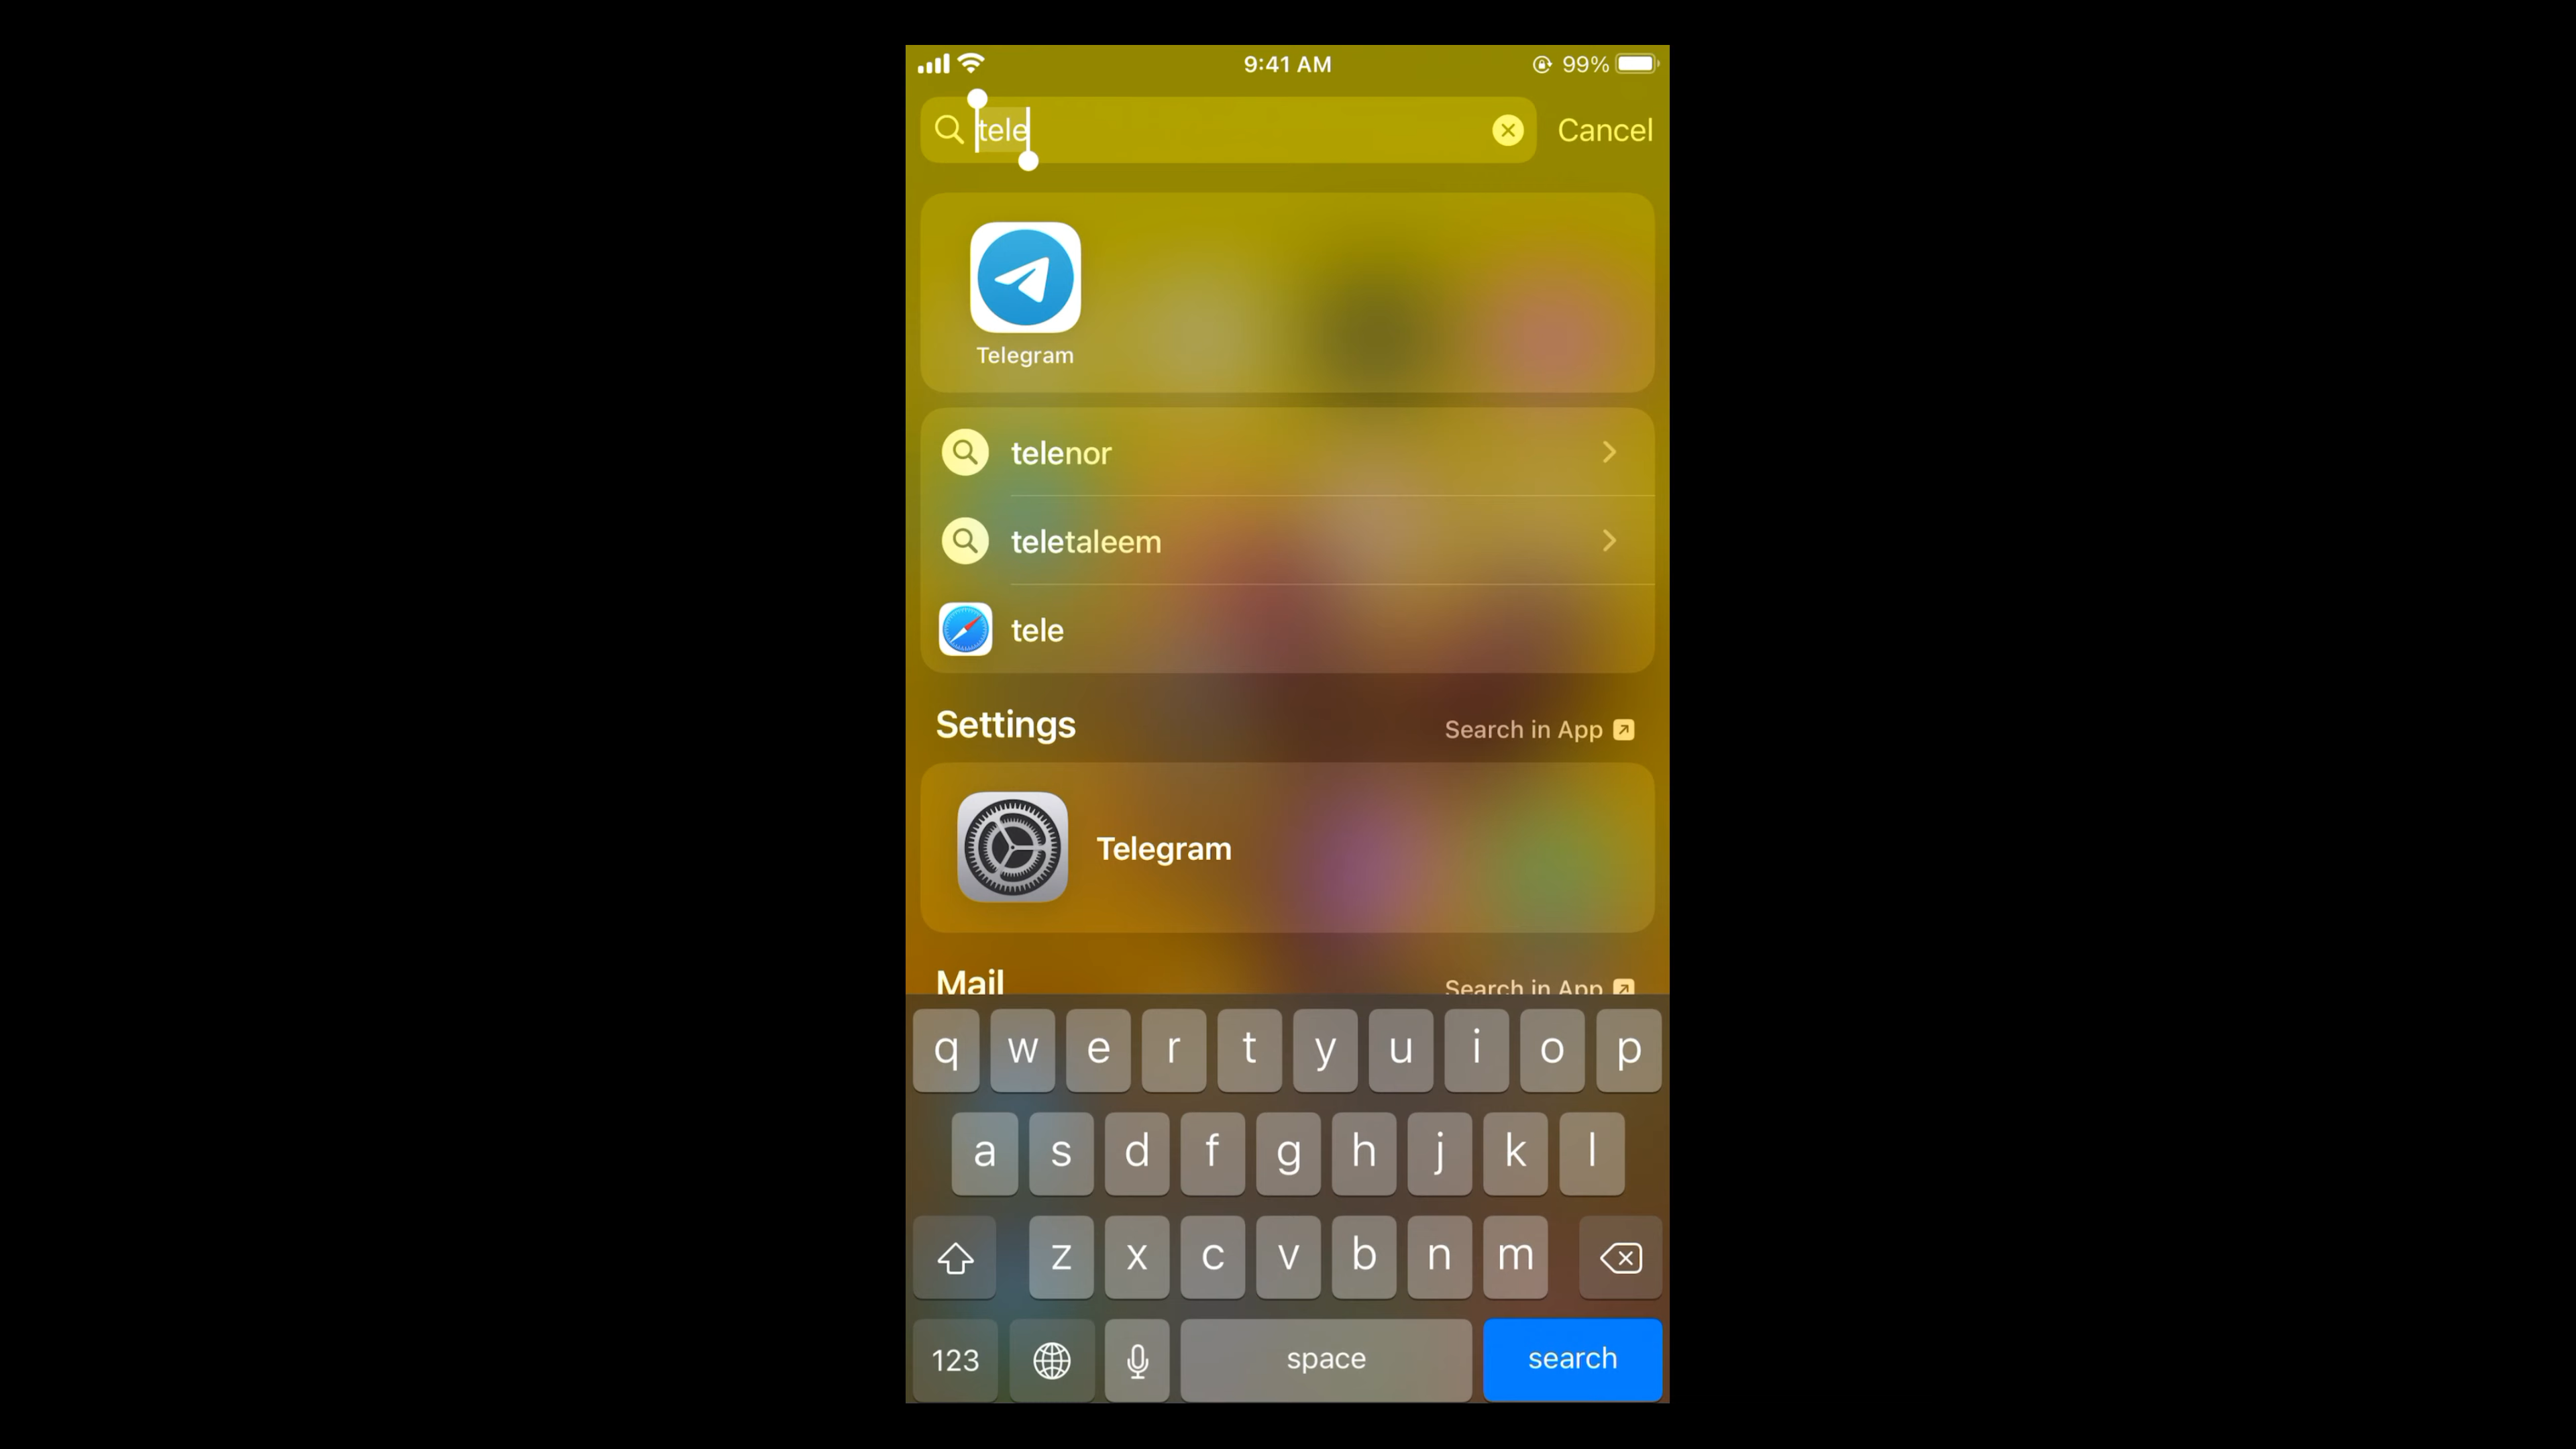 9:41 AM
99%
tele
Cancel
Telegram
telenor
teletaleem
tele
Settings
Search in App
Telegram
Mail
Search in App
q w e r t y u i o p
a s d f g h j k l
z x c v b n m
123
space
search